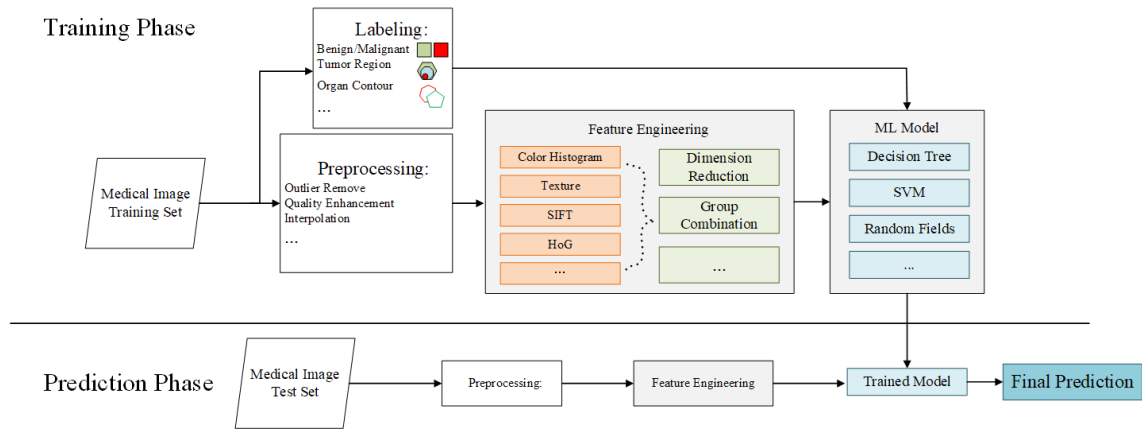 Training Phase
Labeling:
Benign/Malignant
Tumor Region
Organ Contour
...
Medical Image
Training Set
Preprocessing:
Outlier Remove
Quality Enhancement
Interpolation
...
Feature Engineering
Color Histogram
Texture
SIFT
HoG
...
Dimension
Reduction
Group
Combination
...
ML Model
Decision Tree
SVM
Random Fields
...
Prediction Phase
Medical Image
Test Set
Preprocessing:
Feature Engineering
Trained Model
Final Prediction